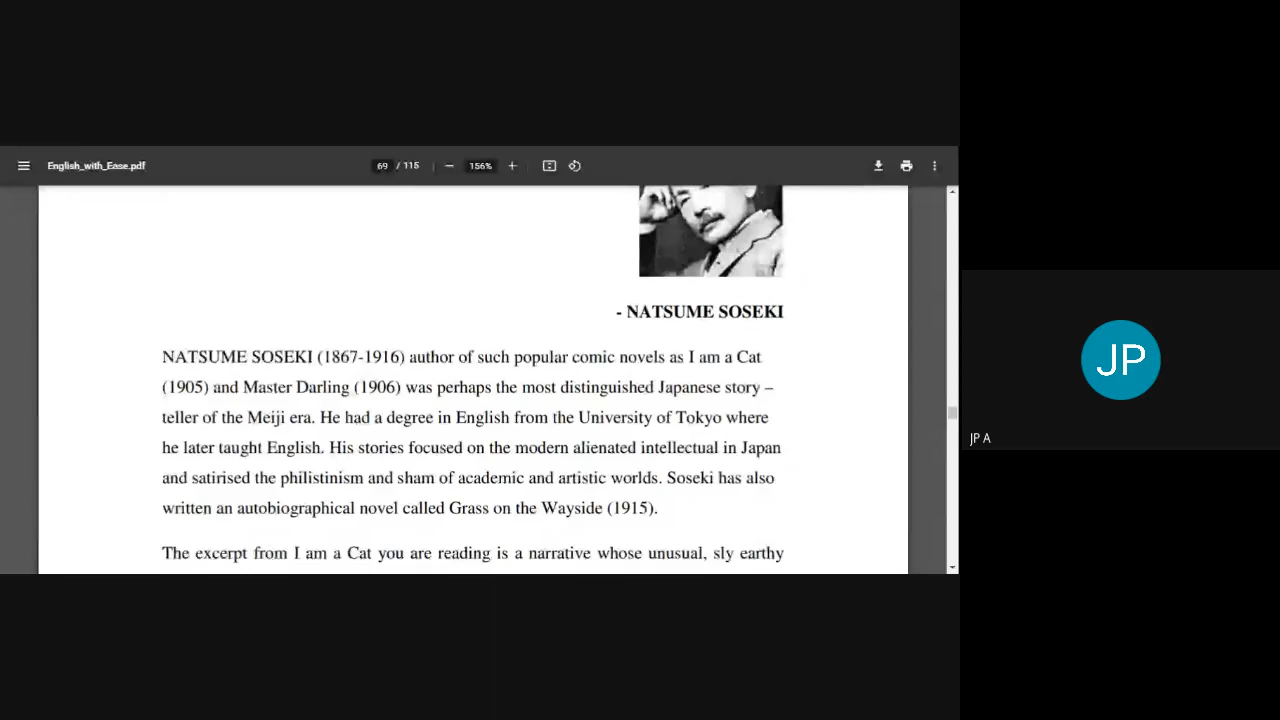 English_with_Ease.pdf
69 / 115
156%
- NATSUME SOSEKI
NATSUME SOSEKI (1867-1916) author of such popular comic novels as I am a Cat
(1905) and Master Darling (1906) was perhaps the most distinguished Japanese story –
teller of the Meiji era. He had a degree in English from the University of Tokyo where
he later taught English. His stories focused on the modern alienated intellectual in Japan
and satirised the philistinism and sham of academic and artistic worlds. Soseki has also
written an autobiographical novel called Grass on the Wayside (1915).
The excerpt from I am a Cat you are reading is a narrative whose unusual, sly earthy
JP
JP A